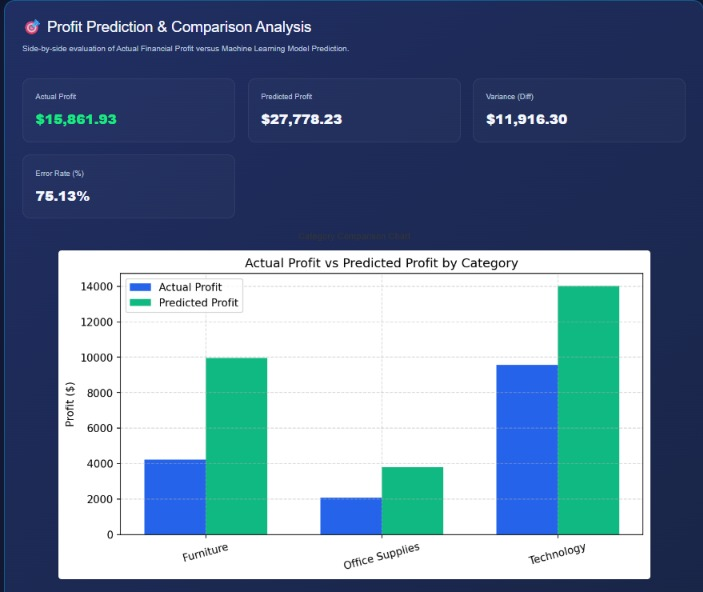 Profit Prediction & Comparison Analysis
Side-by-side evaluation of Actual Financial Profit versus Machine Learning Model Prediction.
Actual Profit
$15,861.93
Predicted Profit
$27,778.23
Variance (Diff)
$11,916.30
Error Rate (%)
75.13%
Category Comparison Chart
Actual Profit vs Predicted Profit by Category
Actual Profit
Predicted Profit
Profit ($)
14000
12000
10000
8000
6000
4000
2000
0
Furniture
Office Supplies
Technology